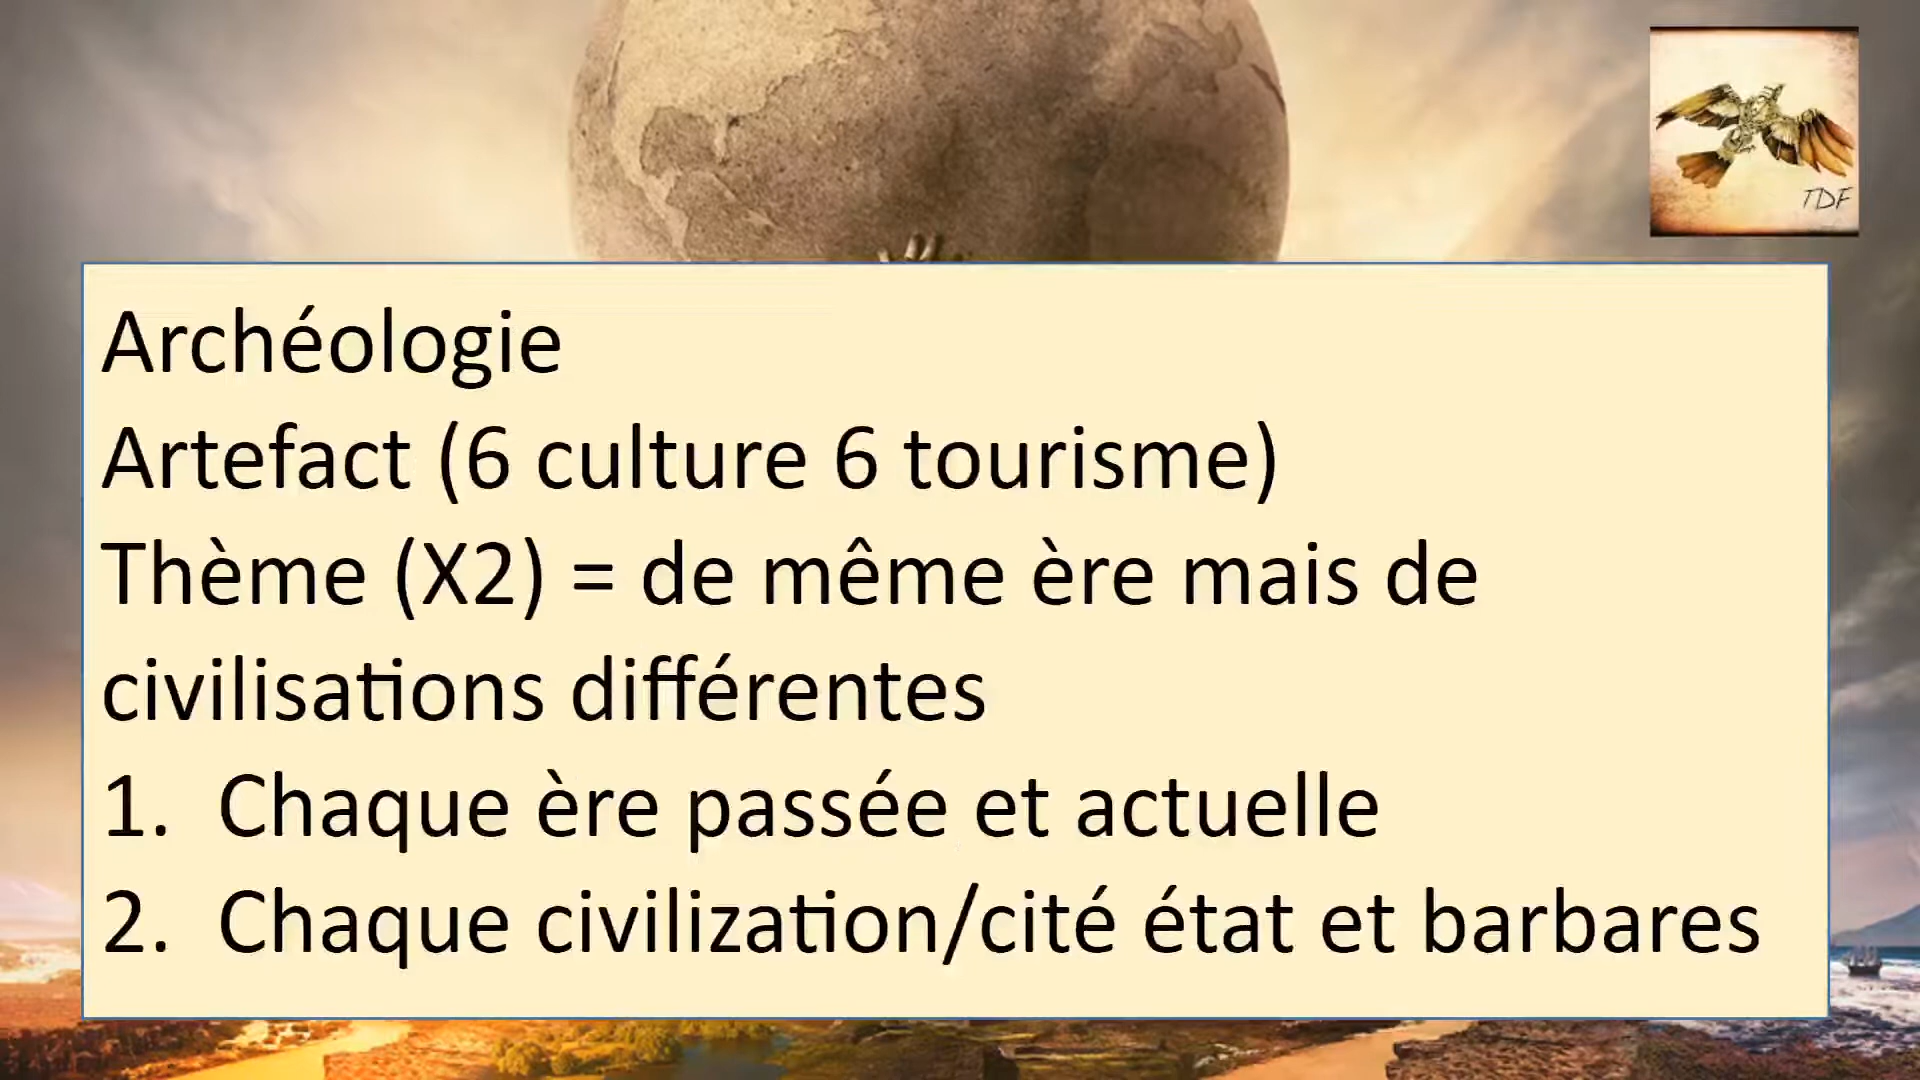 TDF
Archéologie
Artefact (6 culture 6 tourisme)
Thème (X2) = de même ère mais de
civilisations différentes
1. Chaque ère passée et actuelle
2. Chaque civilization/cité état et barbares